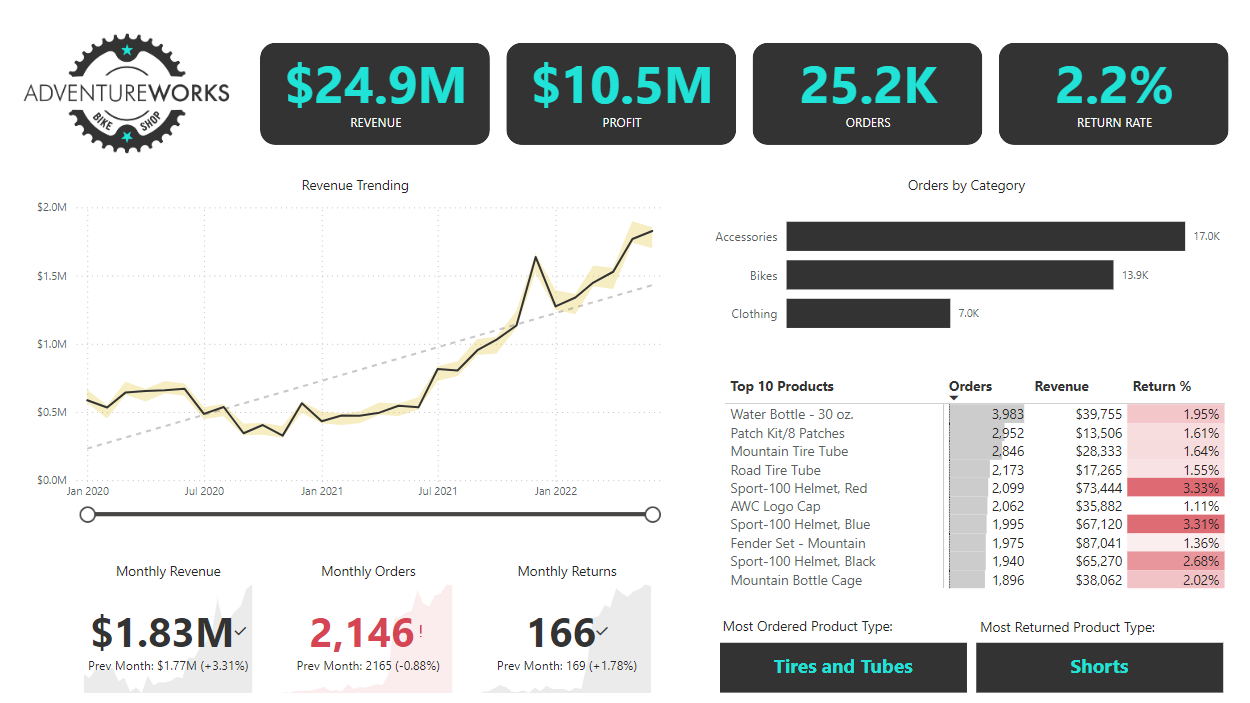 ADVENTUREWORKS
BIKE SHOP
$24.9M
REVENUE
$10.5M
PROFIT
25.2K
ORDERS
2.2%
RETURN RATE
Revenue Trending
$2.0M
$1.5M
$1.0M
$0.5M
$0.0M
Jan 2020 Jul 2020 Jan 2021 Jul 2021 Jan 2022
Orders by Category
Accessories 17.0K
Bikes 13.9K
Clothing 7.0K
Top 10 Products Orders Revenue Return %
Water Bottle - 30 oz. 3,983 $39,755 1.95%
Patch Kit/8 Patches 2,952 $13,506 1.61%
Mountain Tire Tube 2,846 $28,333 1.64%
Road Tire Tube 2,173 $17,265 1.55%
Sport-100 Helmet, Red 2,099 $73,444 3.33%
AWC Logo Cap 2,062 $35,882 1.11%
Sport-100 Helmet, Blue 1,995 $67,120 3.31%
Fender Set - Mountain 1,975 $87,041 1.36%
Sport-100 Helmet, Black 1,940 $65,270 2.68%
Mountain Bottle Cage 1,896 $38,062 2.02%
Monthly Revenue
$1.83M
Prev Month: $1.77M (+3.31%)
Monthly Orders
2,146!
Prev Month: 2165 (-0.88%)
Monthly Returns
166
Prev Month: 169 (+1.78%)
Most Ordered Product Type:
Tires and Tubes
Most Returned Product Type:
Shorts